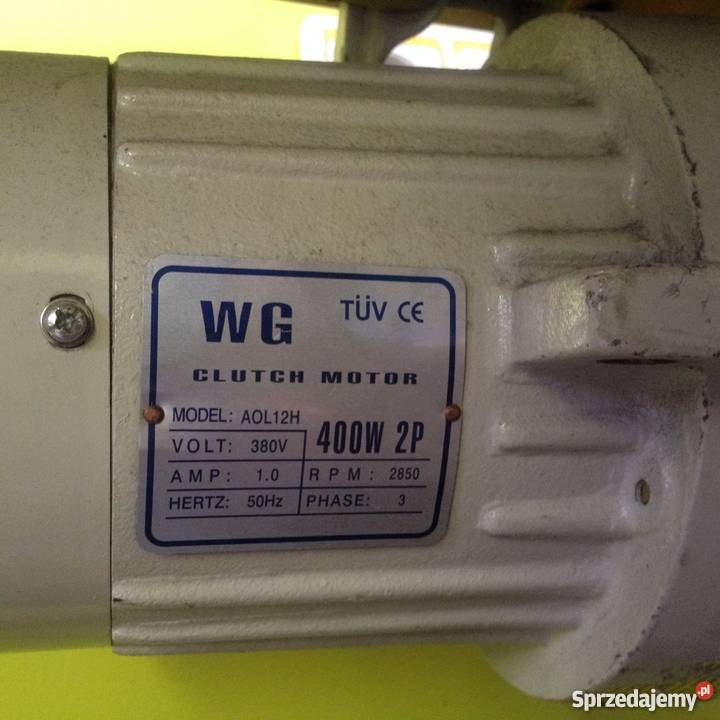 WG TÜV CE
CLUTCH MOTOR
MODEL: AOL12H
400W 2P
VOLT: 380V
AMP: 1.0 RPM: 2850
HERTZ: 50Hz PHASE: 3
Sprzedajemy.pl